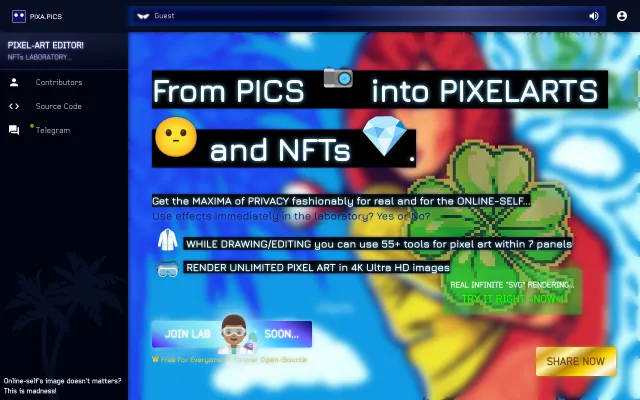 PIXA.PICS
Guest
PIXEL-ART EDITOR!
NFTs LABORATORY...
Contributors
Source Code
Telegram
From PICS into PIXELARTS
and NFTs .
Get the MAXIMA of PRIVACY fashionably for real and for the ONLINE-SELF...
Use effects immediately in the laboratory? Yes or No?
WHILE DRAWING/EDITING you can use 55+ tools for pixel art within 7 panels
RENDER UNLIMITED PIXEL ART in 4K Ultra HD images
REAL INFINITE "SVG" RENDERING...
TRY IT RIGHT NOW !
JOIN LAB SOON...
Free For Everyone Forever Open-Source
SHARE NOW
Online-self's image doesn't matters?
This is madness!